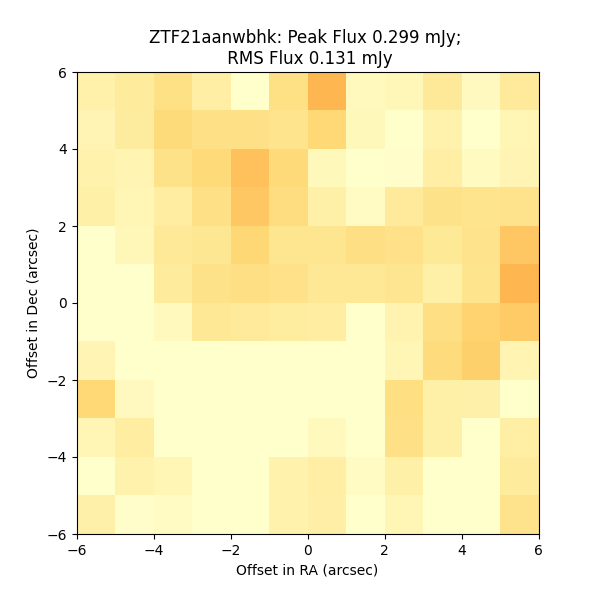 ZTF21aanwbhk: Peak Flux 0.299 mJy;
RMS Flux 0.131 mJy
6
4
2
0
−2
−4
−6
Offset in Dec (arcsec)
−6 −4 −2 0 2 4 6
Offset in RA (arcsec)